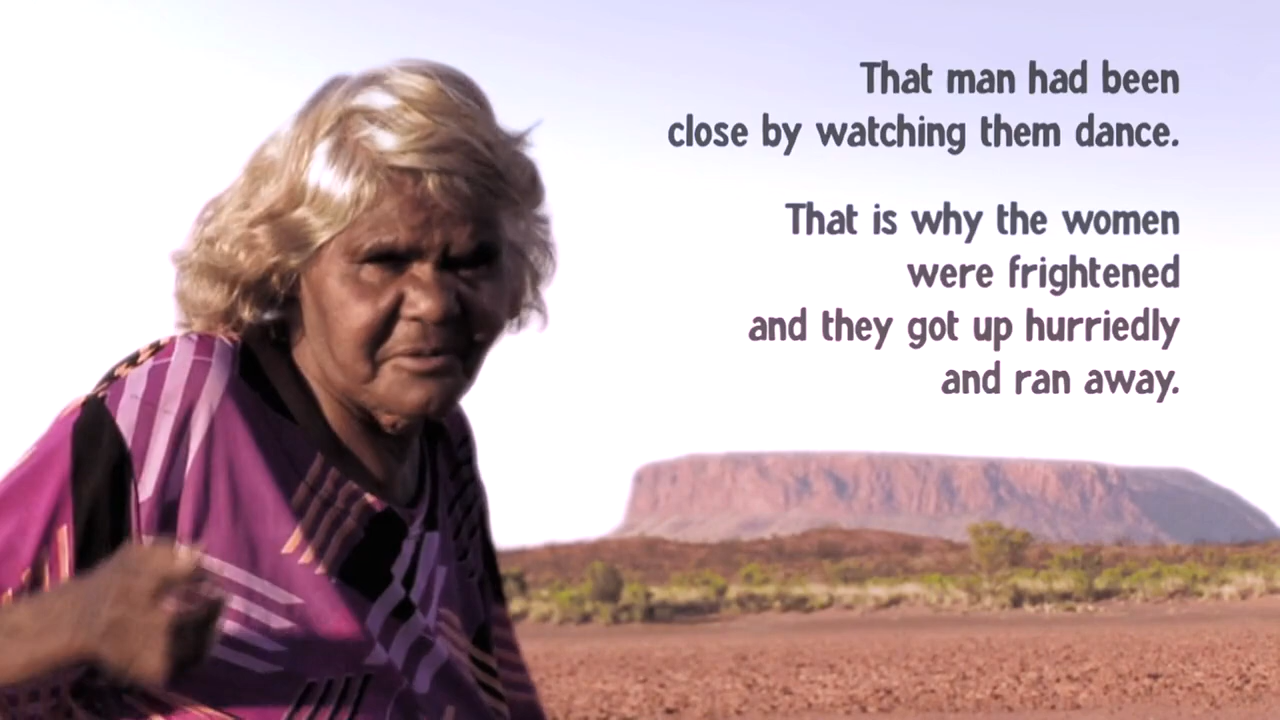 That man had been
close by watching them dance.
That is why the women
were frightened
and they got up hurriedly
and ran away.